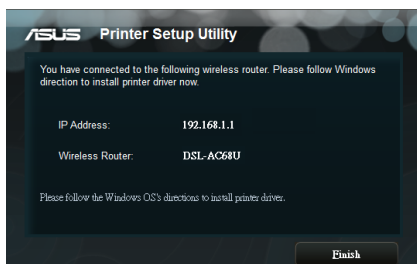 ASUS Printer Setup Utility
You have connected to the following wireless router. Please follow Windows
direction to install printer driver now.
IP Address: 192.168.1.1
Wireless Router: DSL-AC68U
Please follow the Windows OS's directions to install printer driver.
Finish